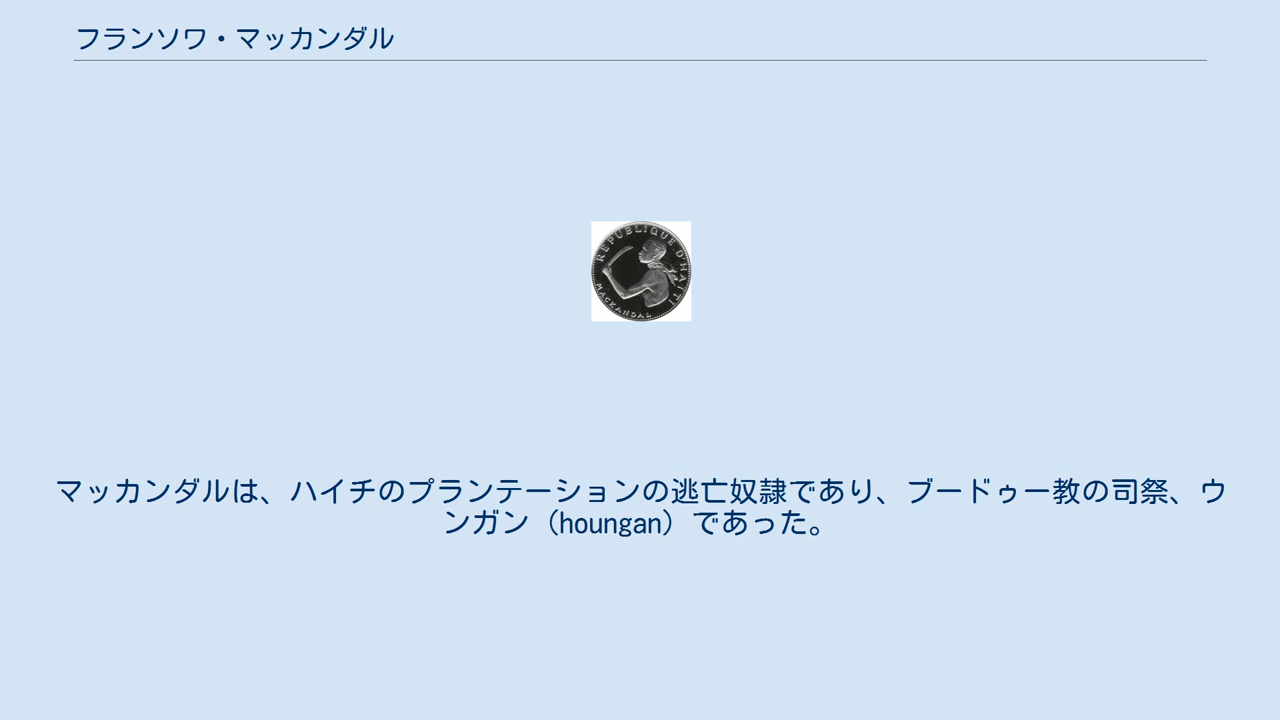 フランソワ・マッカンダル
REPUBLIQUE D'HAITI
MACKANDAL
マッカンダルは、ハイチのプランテーションの逃亡奴隷であり、ブードゥー教の司祭、ウ
ンガン（houngan）であった。